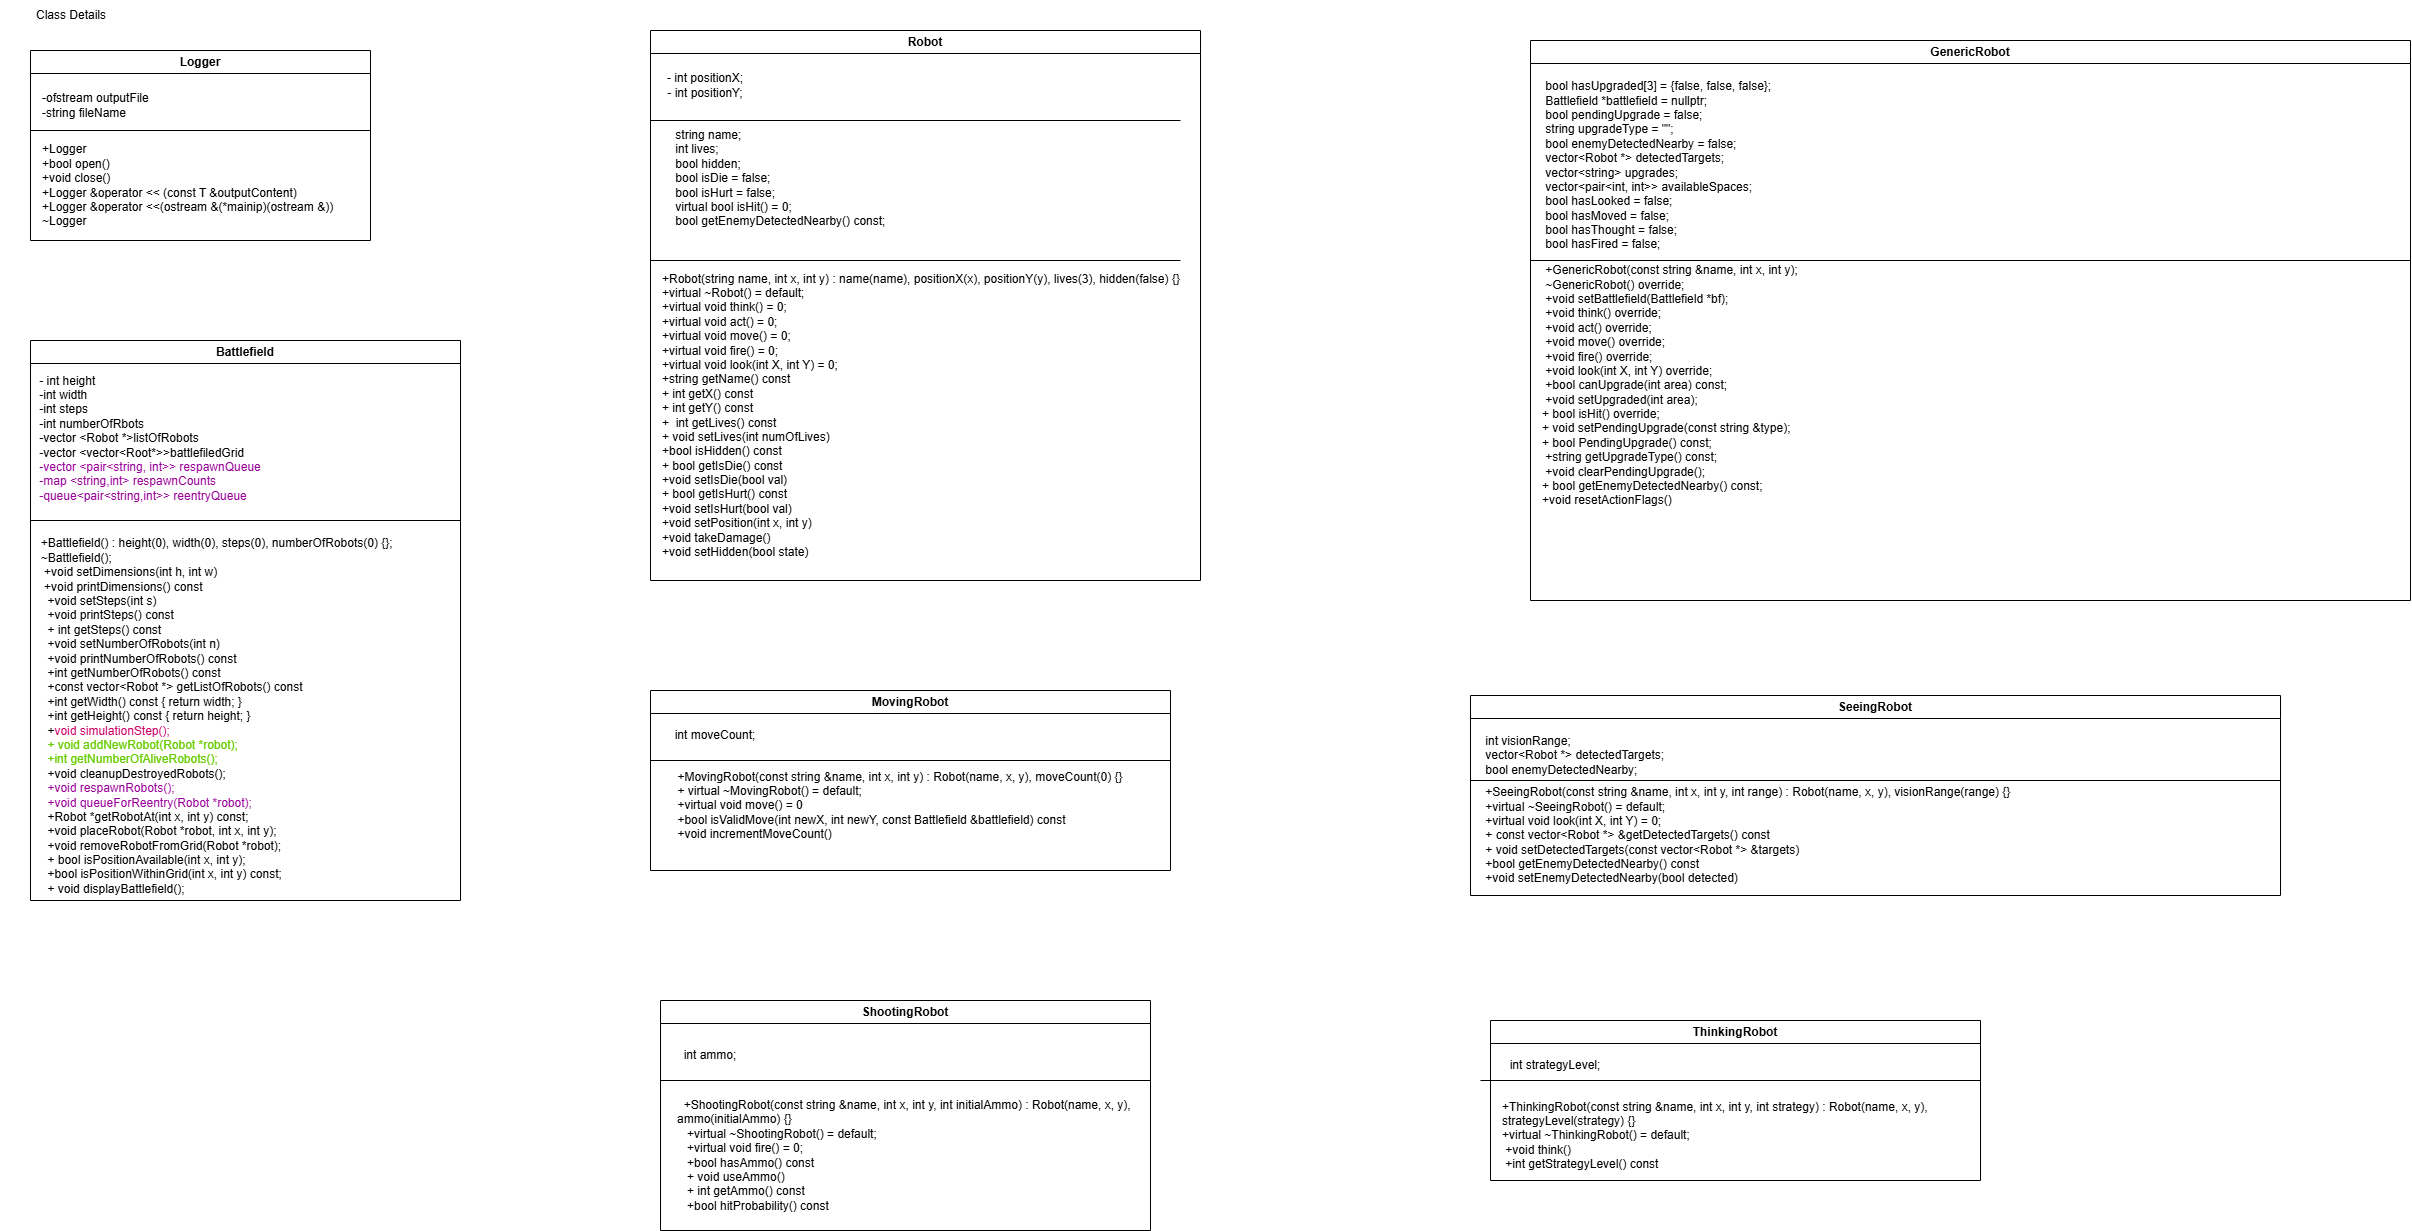 Class Details
Logger
-ofstream outputFile
-string fileName
+Logger
+bool open()
+void close()
+Logger &operator << (const T &outputContent)
+Logger &operator <<(ostream &(*mainip)(ostream &))
~Logger
Battlefield
- int height
-int width
-int steps
-int numberOfRbots
-vector <Robot *>listOfRobots
-vector <vector<Root*>>battlefiledGrid
-vector <pair<string, int>> respawnQueue
-map <string,int> respawnCounts
-queue<pair<string,int>> reentryQueue
+Battlefield() : height(0), width(0), steps(0), numberOfRobots(0) {};
~Battlefield();
+void setDimensions(int h, int w)
+void printDimensions() const
+void setSteps(int s)
+void printSteps() const
+ int getSteps() const
+void setNumberOfRobots(int n)
+void printNumberOfRobots() const
+int getNumberOfRobots() const
+const vector<Robot *> getListOfRobots() const
+int getWidth() const { return width; }
+int getHeight() const { return height; }
+void simulationStep();
+ void addNewRobot(Robot *robot);
+int getNumberOfAliveRobots();
+void cleanupDestroyedRobots();
+void respawnRobots();
+void queueForReentry(Robot *robot);
+Robot *getRobotAt(int x, int y) const;
+void placeRobot(Robot *robot, int x, int y);
+void removeRobotFromGrid(Robot *robot);
+ bool isPositionAvailable(int x, int y);
+bool isPositionWithinGrid(int x, int y) const;
+ void displayBattlefield();
Robot
- int positionX;
- int positionY;
string name;
int lives;
bool hidden;
bool isDie = false;
bool isHurt = false;
virtual bool isHit() = 0;
bool getEnemyDetectedNearby() const;
+Robot(string name, int x, int y) : name(name), positionX(x), positionY(y), lives(3), hidden(false) {}
+virtual ~Robot() = default;
+virtual void think() = 0;
+virtual void act() = 0;
+virtual void move() = 0;
+virtual void fire() = 0;
+virtual void look(int X, int Y) = 0;
+string getName() const
+ int getX() const
+ int getY() const
+  int getLives() const
+ void setLives(int numOfLives)
+bool isHidden() const
+ bool getIsDie() const
+void setIsDie(bool val)
+ bool getIsHurt() const
+void setIsHurt(bool val)
+void setPosition(int x, int y)
+void takeDamage()
+void setHidden(bool state)
GenericRobot
bool hasUpgraded[3] = {false, false, false};
Battlefield *battlefield = nullptr;
bool pendingUpgrade = false;
string upgradeType = "";
bool enemyDetectedNearby = false;
vector<Robot *> detectedTargets;
vector<string> upgrades;
vector<pair<int, int>> availableSpaces;
bool hasLooked = false;
bool hasMoved = false;
bool hasThought = false;
bool hasFired = false;
+GenericRobot(const string &name, int x, int y);
~GenericRobot() override;
+void setBattlefield(Battlefield *bf);
+void think() override;
+void act() override;
+void move() override;
+void fire() override;
+void look(int X, int Y) override;
+bool canUpgrade(int area) const;
+void setUpgraded(int area);
+ bool isHit() override;
+ void setPendingUpgrade(const string &type);
+ bool PendingUpgrade() const;
+string getUpgradeType() const;
+void clearPendingUpgrade();
+ bool getEnemyDetectedNearby() const;
+void resetActionFlags()
MovingRobot
int moveCount;
+MovingRobot(const string &name, int x, int y) : Robot(name, x, y), moveCount(0) {}
+ virtual ~MovingRobot() = default;
+virtual void move() = 0
+bool isValidMove(int newX, int newY, const Battlefield &battlefield) const
+void incrementMoveCount()
SeeingRobot
int visionRange;
vector<Robot *> detectedTargets;
bool enemyDetectedNearby;
+SeeingRobot(const string &name, int x, int y, int range) : Robot(name, x, y), visionRange(range) {}
+virtual ~SeeingRobot() = default;
+virtual void look(int X, int Y) = 0;
+ const vector<Robot *> &getDetectedTargets() const
+ void setDetectedTargets(const vector<Robot *> &targets)
+bool getEnemyDetectedNearby() const
+void setEnemyDetectedNearby(bool detected)
ShootingRobot
int ammo;
+ShootingRobot(const string &name, int x, int y, int initialAmmo) : Robot(name, x, y),
ammo(initialAmmo) {}
+virtual ~ShootingRobot() = default;
+virtual void fire() = 0;
+bool hasAmmo() const
+ void useAmmo()
+ int getAmmo() const
+bool hitProbability() const
ThinkingRobot
int strategyLevel;
+ThinkingRobot(const string &name, int x, int y, int strategy) : Robot(name, x, y),
strategyLevel(strategy) {}
+virtual ~ThinkingRobot() = default;
+void think()
+int getStrategyLevel() const